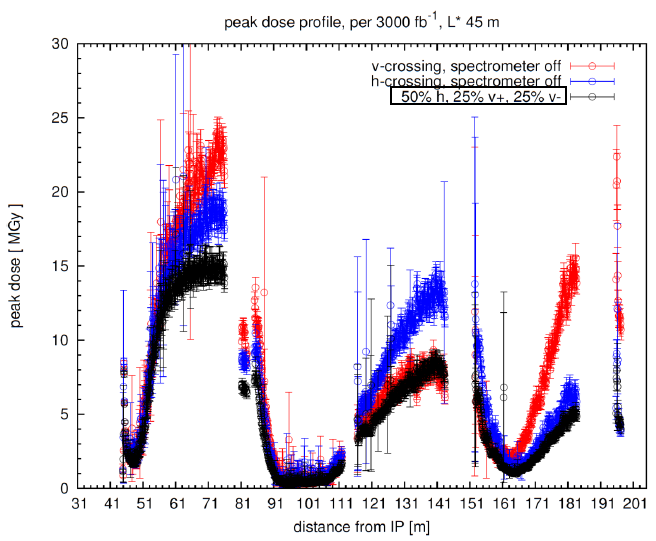 peak dose profile, per 3000 fb-1, L* 45 m
30
25
20
15
10
5
0
peak dose [ MGy ]
v-crossing, spectrometer off
h-crossing, spectrometer off
50% h, 25% v+, 25% v-
31 41 51 61 71 81 91 101 111 121 131 141 151 161 171 181 191 201
distance from IP [m]